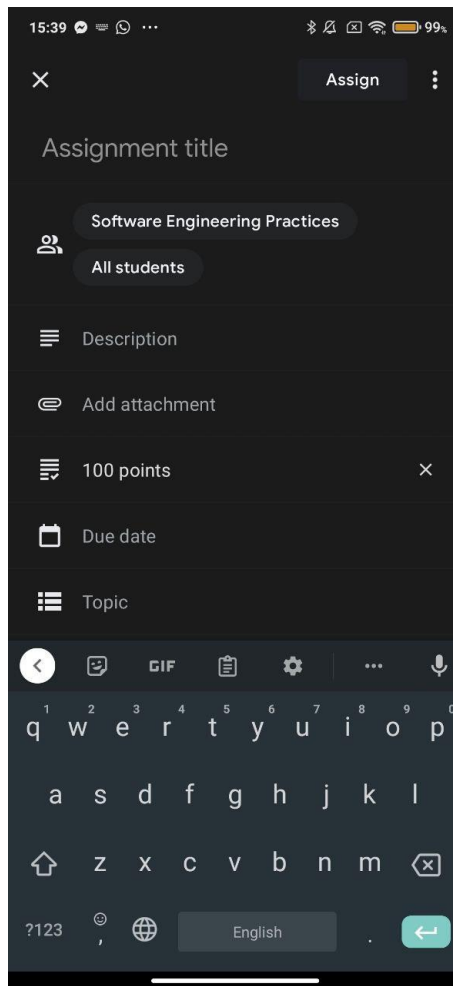 15:39 99%
Assign
Assignment title
Software Engineering Practices
All students
Description
Add attachment
100 points
Due date
Topic
GIF
1 2 3 4 5 6 7 8 9 0
q w e r t y u i o p
a s d f g h j k l
z x c v b n m
?123 , English .